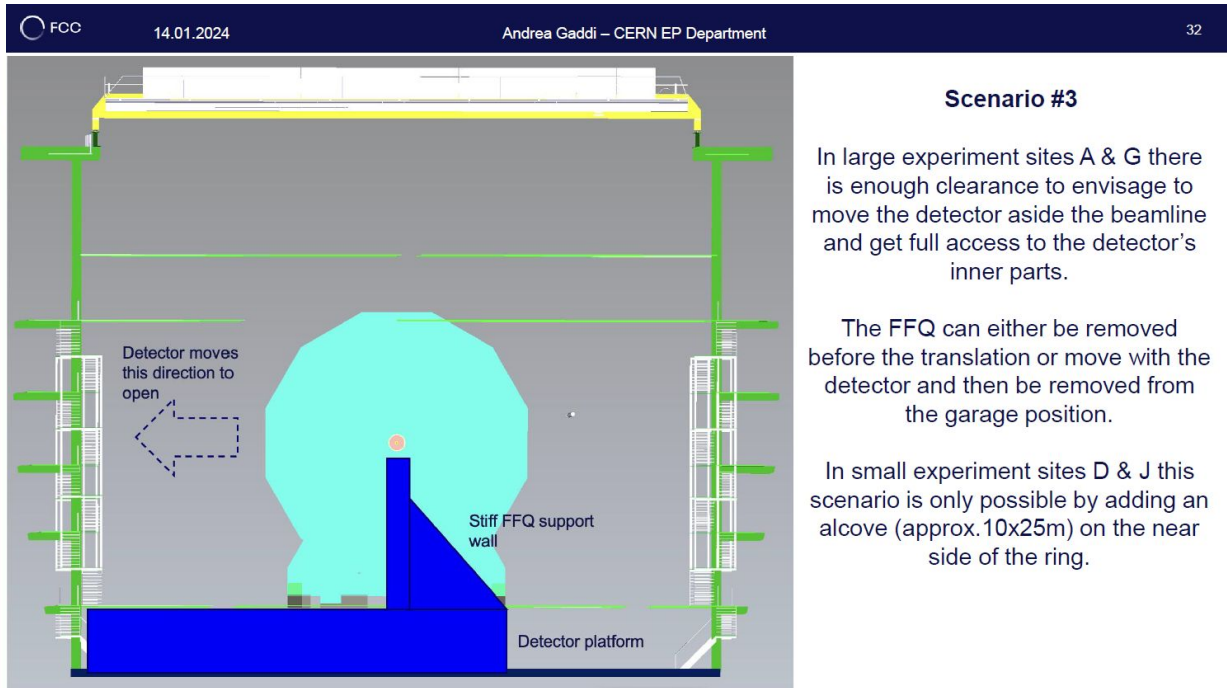 FCC
14.01.2024
Andrea Gaddi – CERN EP Department
32
Scenario #3
In large experiment sites A & G there
is enough clearance to envisage to
move the detector aside the beamline
and get full access to the detector's
inner parts.
The FFQ can either be removed
before the translation or move with the
detector and then be removed from
the garage position.
In small experiment sites D & J this
scenario is only possible by adding an
alcove (approx.10x25m) on the near
side of the ring.
Detector moves
this direction to
open
Stiff FFQ support
wall
Detector platform